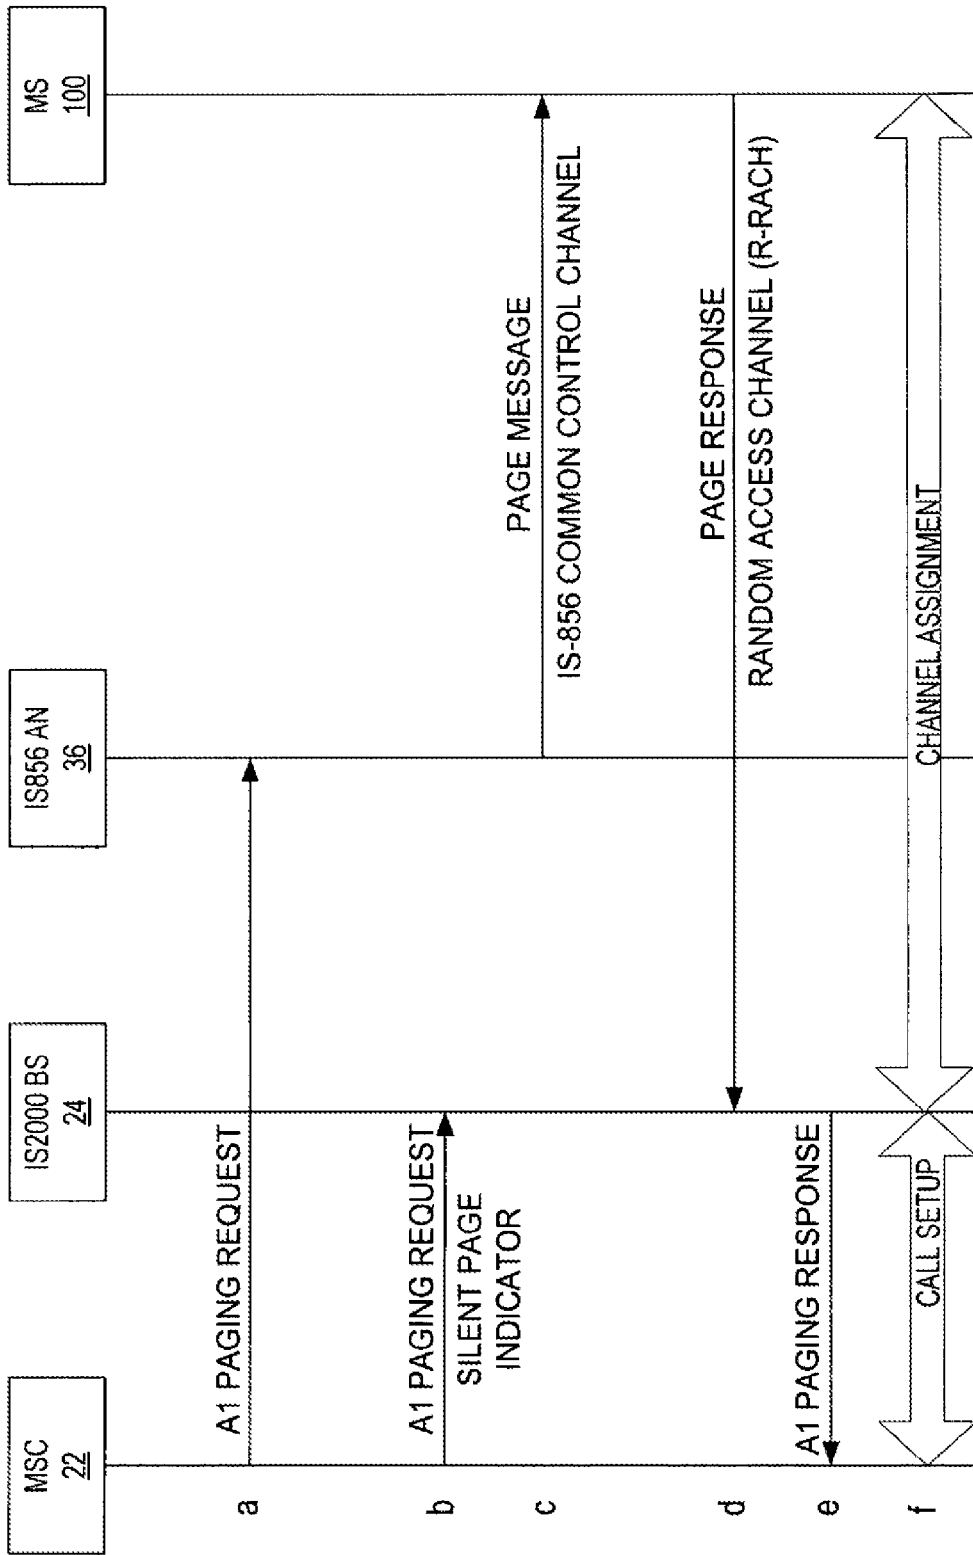 MSC
22
IS2000 BS
24
IS856 AN
36
MS
100
a
A1 PAGING REQUEST
b
A1 PAGING REQUEST
SILENT PAGE
INDICATOR
c
PAGE MESSAGE
IS-856 COMMON CONTROL CHANNEL
d
PAGE RESPONSE
RANDOM ACCESS CHANNEL (R-RACH)
e
A1 PAGING RESPONSE
f
CALL SETUP
CHANNEL ASSIGNMENT